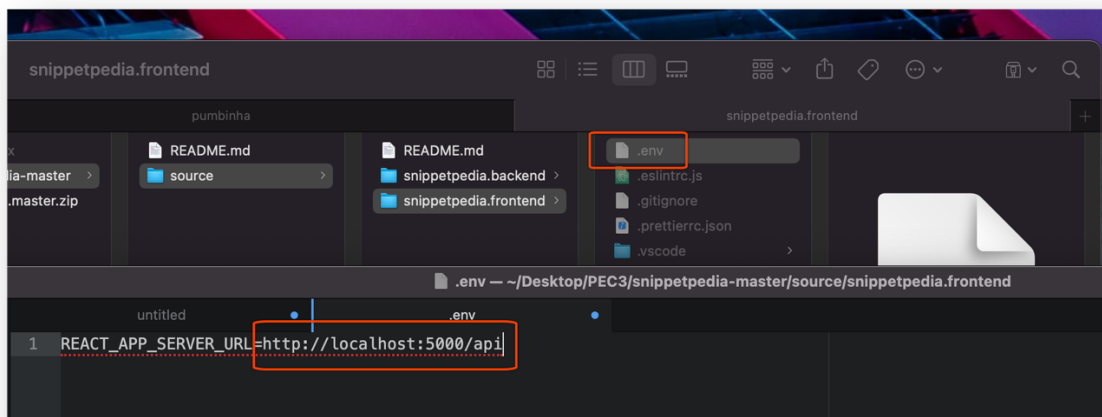 snippetpedia.frontend
pumbinha
snippetpedia.frontend
README.md
README.md
.env
ia-master
source
snippetpedia.backend
.eslintrc.js
.master.zip
snippetpedia.frontend
.gitignore
.prettierrc.json
.vscode
.env — ~/Desktop/PEC3/snippetpedia-master/source/snippetpedia.frontend
untitled
.env
1 REACT_APP_SERVER_URL=http://localhost:5000/api